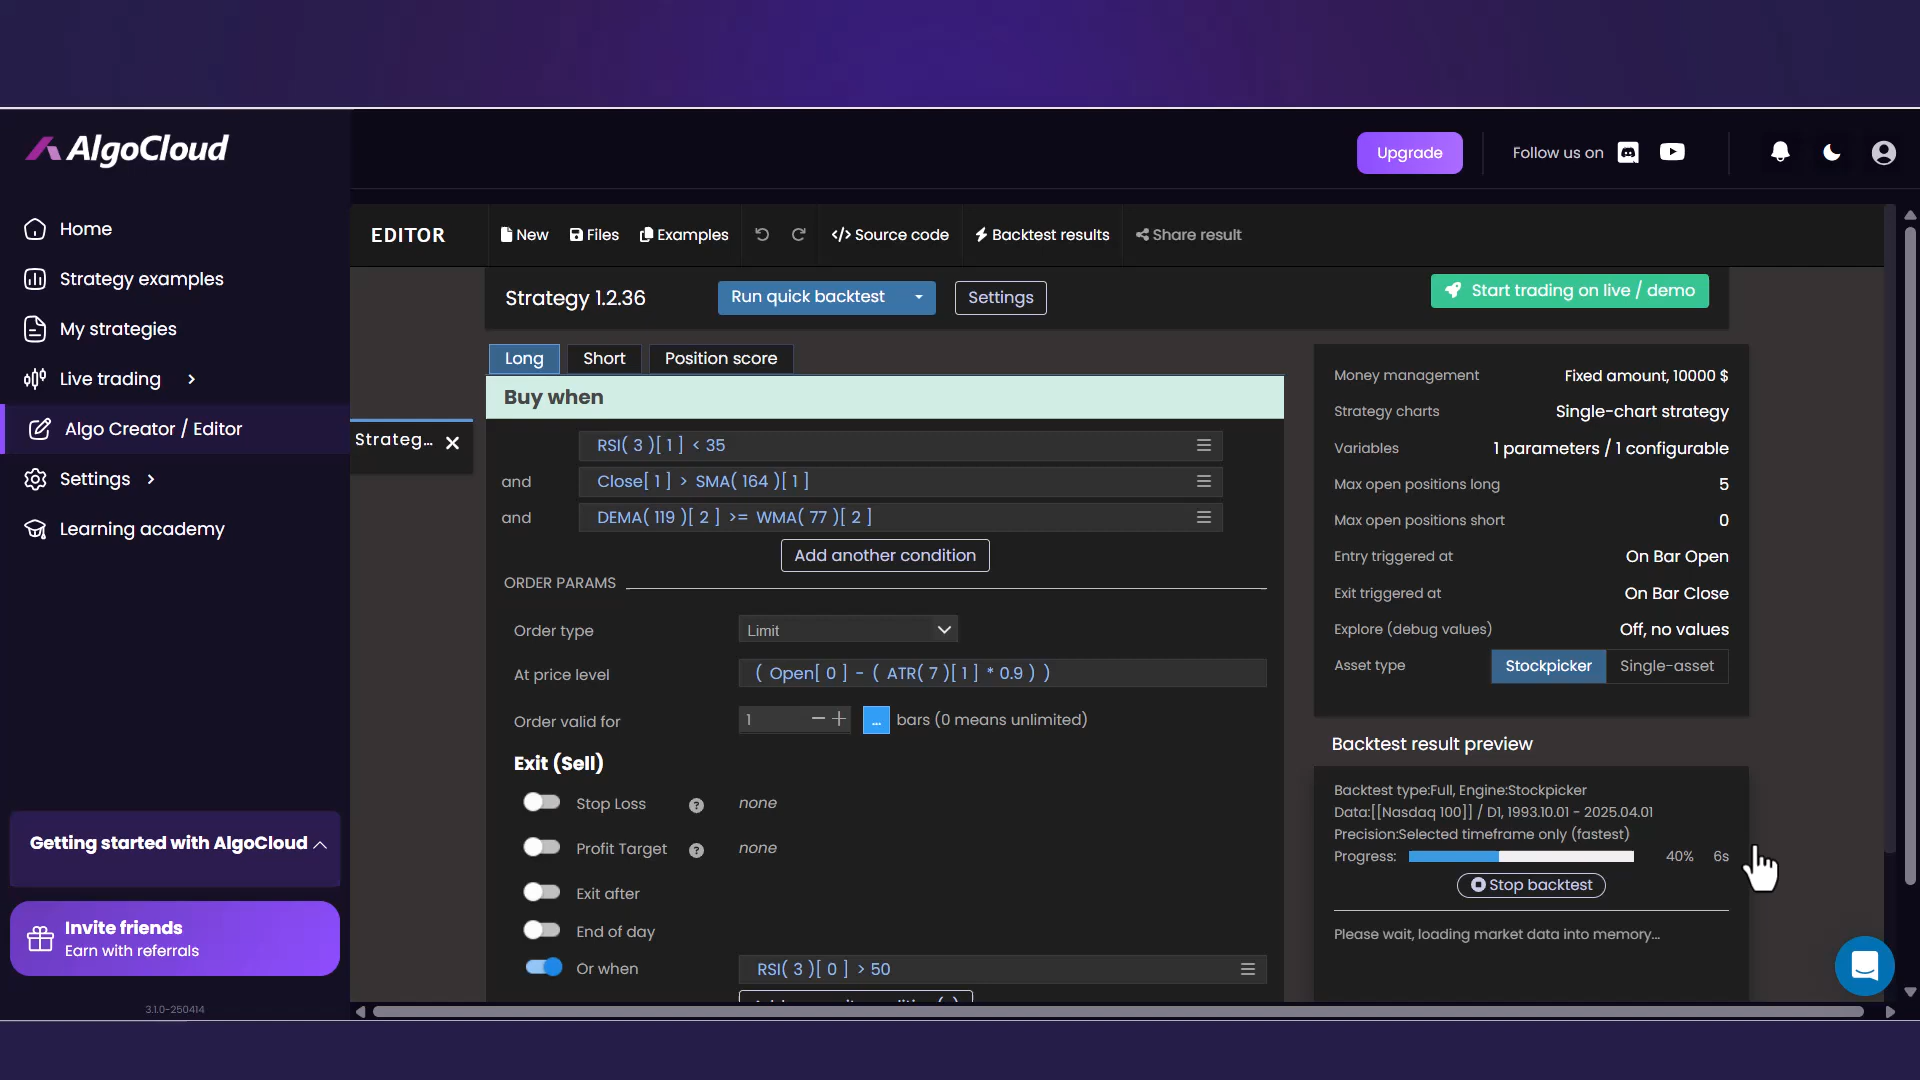 AlgoCloud
Upgrade
Follow us on
Home
Strategy examples
My strategies
Live trading
Algo Creator / Editor
Settings
Learning academy
Getting started with AlgoCloud
Invite friends
Earn with referrals
3.1.0-250414
EDITOR
New
Files
Examples
</> Source code
Backtest results
Share result
Strateg...
Strategy 1.2.36
Run quick backtest
Settings
Start trading on live / demo
Long
Short
Position score
Buy when
RSI( 3 )[ 1 ] < 35
and
Close[ 1 ] > SMA( 164 )[ 1 ]
and
DEMA( 119 )[ 2 ] >= WMA( 77 )[ 2 ]
Add another condition
ORDER PARAMS
Order type
Limit
At price level
( Open[ 0 ] - ( ATR( 7 )[ 1 ] * 0.9 ) )
Order valid for
1
...
bars (0 means unlimited)
Exit (Sell)
Stop Loss
?
none
Profit Target
?
none
Exit after
End of day
Or when
RSI( 3 )[ 0 ] > 50
Money management
Fixed amount, 10000 $
Strategy charts
Single-chart strategy
Variables
1 parameters / 1 configurable
Max open positions long
5
Max open positions short
0
Entry triggered at
On Bar Open
Exit triggered at
On Bar Close
Explore (debug values)
Off, no values
Asset type
Stockpicker
Single-asset
Backtest result preview
Backtest type:Full, Engine:Stockpicker
Data:[[Nasdaq 100]] / D1, 1993.10.01 - 2025.04.01
Precision:Selected timeframe only (fastest)
Progress:
40%
6s
Stop backtest
Please wait, loading market data into memory...